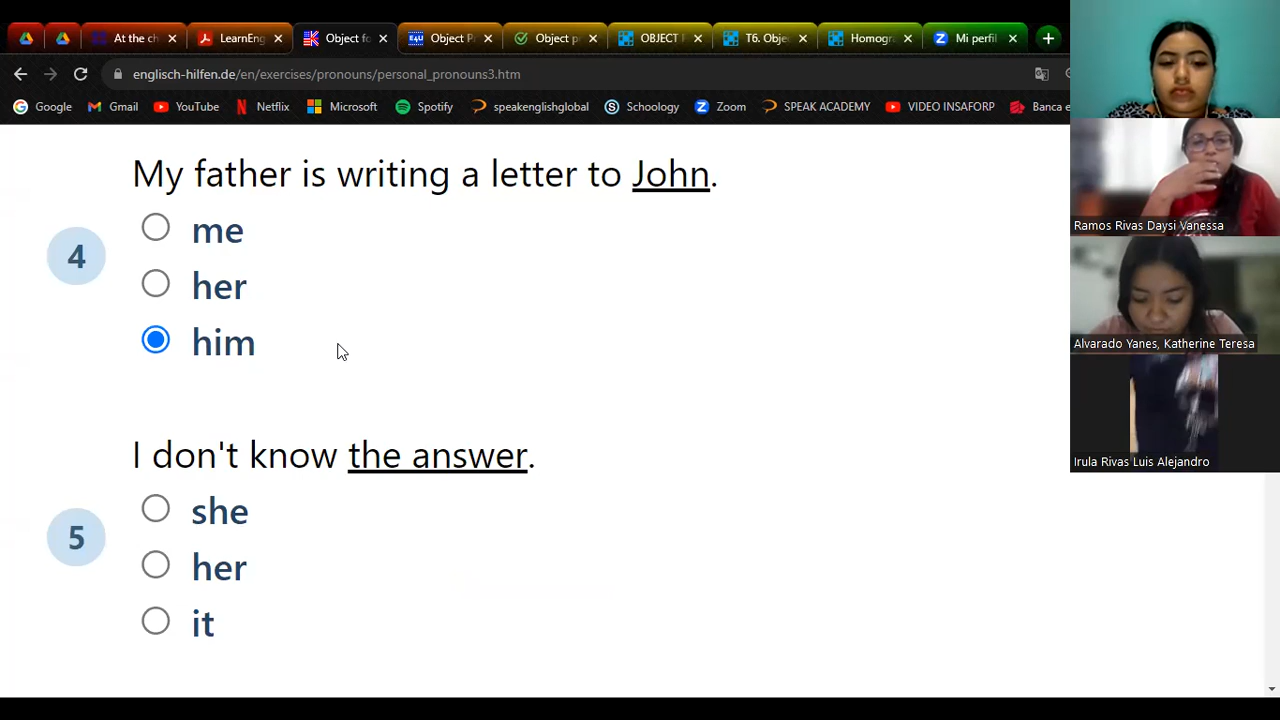 At the ch
LearnEng
Object fo
Object P
Object p
OBJECT
T6. Obje
Homogra
Mi perfil
englisch-hilfen.de/en/exercises/pronouns/personal_pronouns3.htm
Google
Gmail
YouTube
Netflix
Microsoft
Spotify
speakenglishglobal
Schoology
Zoom
SPEAK ACADEMY
VIDEO INSAFORP
Banca e
My father is writing a letter to John.
4
me
her
him
I don't know the answer.
5
she
her
it
Ramos Rivas Daysi Vanessa
Alvarado Yanes, Katherine Teresa
Irula Rivas Luis Alejandro